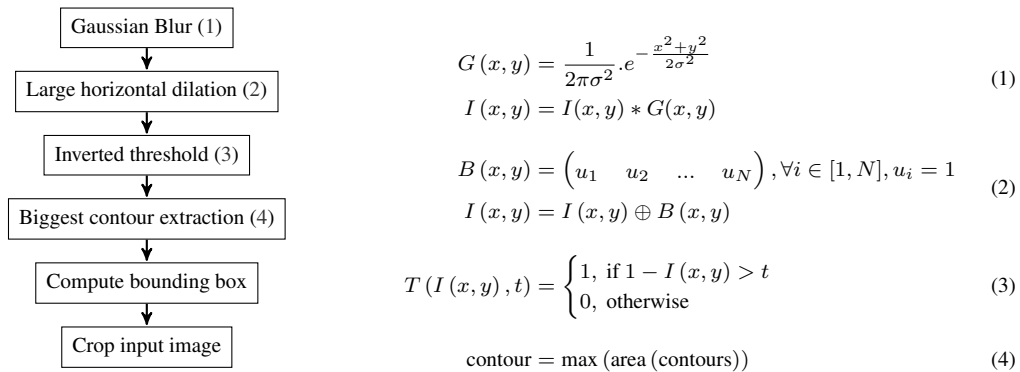 Gaussian Blur (1)
Large horizontal dilation (2)
Inverted threshold (3)
Biggest contour extraction (4)
Compute bounding box
Crop input image
G (x, y) = \frac{1}{2πσ^2} . e^{-\frac{x^2+y^2}{2σ^2}}
(1)
I (x, y) = I(x, y) ∗ G(x, y)
B (x, y) = (u_1 u_2 ... u_N) , ∀i ∈ [1, N], u_i = 1
(2)
I (x, y) = I (x, y) ⊕ B (x, y)
T (I (x, y) , t) = { 1, if 1 − I (x, y) > t
0, otherwise
(3)
contour = max (area (contours)) (4)